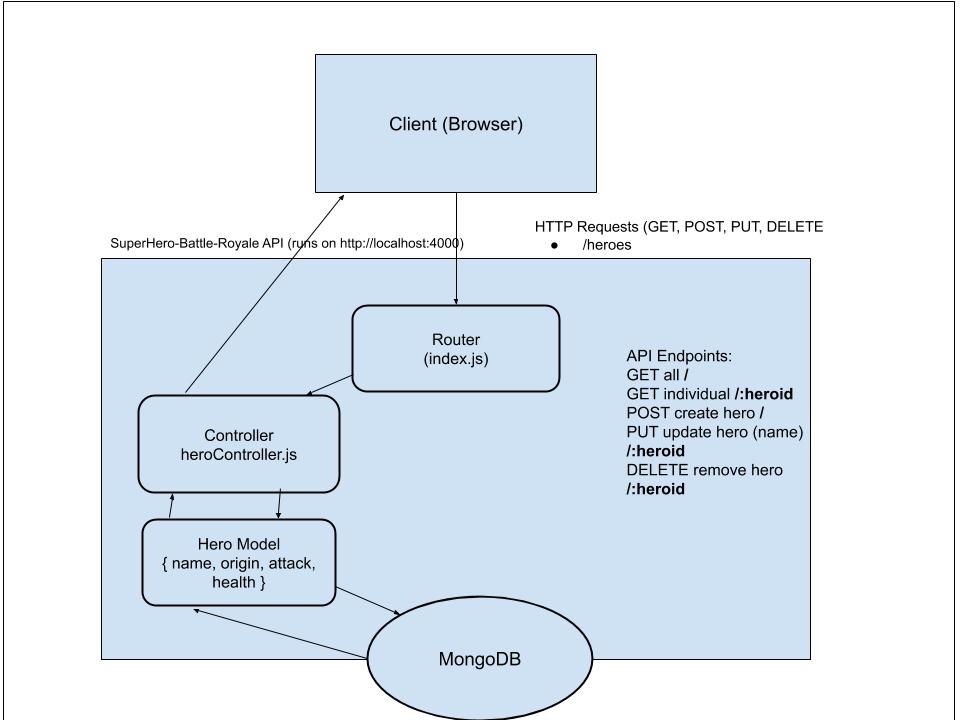 Client (Browser)
HTTP Requests (GET, POST, PUT, DELETE
● /heroes
SuperHero-Battle-Royale API (runs on http://localhost:4000)
Router
(index.js)
API Endpoints:
GET all /
GET individual /:heroid
POST create hero /
PUT update hero (name)
/:heroid
DELETE remove hero
/:heroid
Controller
heroController.js
Hero Model
{ name, origin, attack,
health }
MongoDB